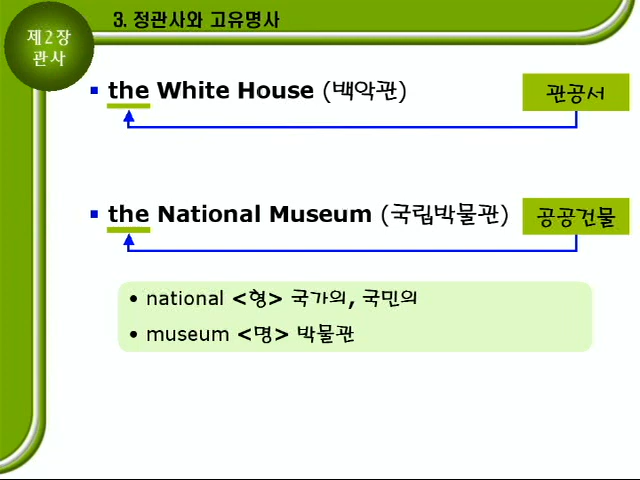 3. 정관사와 고유명사
제2장
관사
▪ the White House (백악관) 관공서
▪ the National Museum (국립박물관) 공공건물
• national <형> 국가의, 국민의
• museum <명> 박물관